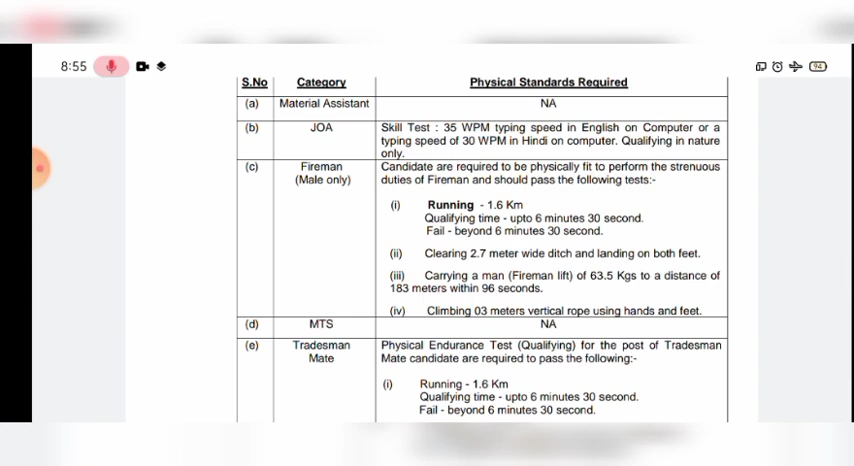 8:55
94
S.No Category Physical Standards Required
(a) Material Assistant NA
(b) JOA Skill Test : 35 WPM typing speed in English on Computer or a
typing speed of 30 WPM in Hindi on computer. Qualifying in nature
only.
(c) Fireman Candidate are required to be physically fit to perform the strenuous
(Male only) duties of Fireman and should pass the following tests:-
(i) Running - 1.6 Km
Qualifying time - upto 6 minutes 30 second.
Fail - beyond 6 minutes 30 second.
(ii) Clearing 2.7 meter wide ditch and landing on both feet.
(iii) Carrying a man (Fireman lift) of 63.5 Kgs to a distance of
183 meters within 96 seconds.
(iv) Climbing 03 meters vertical rope using hands and feet.
(d) MTS NA
(e) Tradesman Physical Endurance Test (Qualifying) for the post of Tradesman
Mate Mate candidate are required to pass the following:-
(i) Running - 1.6 Km
Qualifying time - upto 6 minutes 30 second.
Fail - beyond 6 minutes 30 second.